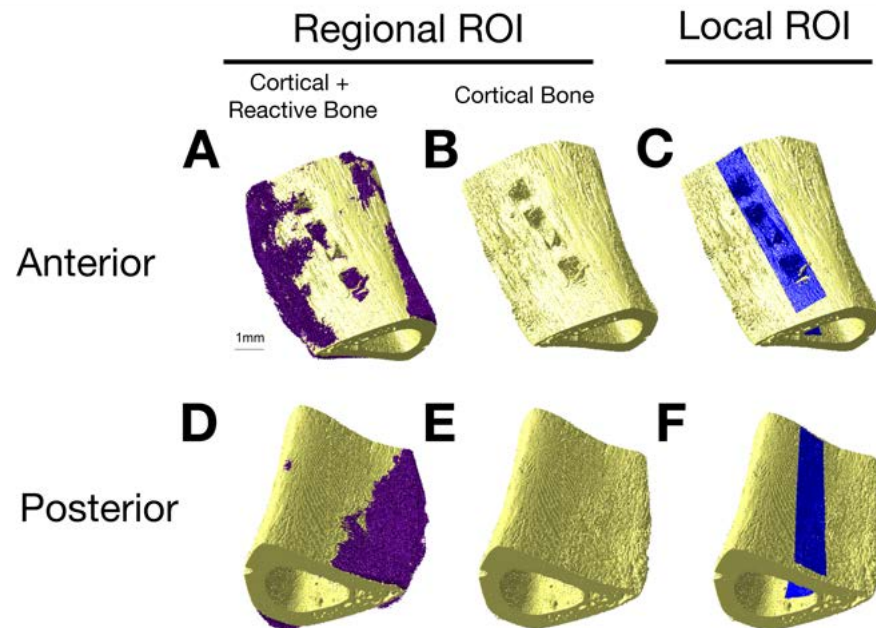 Regional ROI
Local ROI
Cortical +
Reactive Bone
Cortical Bone
A
B
C
Anterior
1mm
D
E
F
Posterior